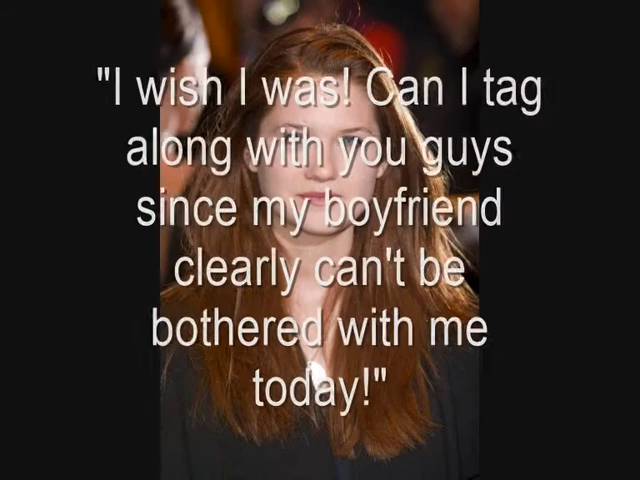 "I wish I was! Can I tag
along with you guys
since my boyfriend
clearly can't be
bothered with me
today!"